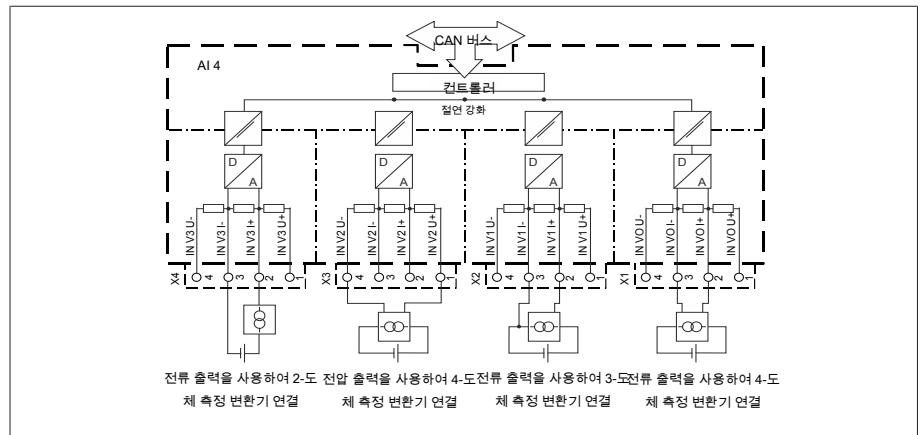 CAN 버스
AI 4
컨트롤러
절연 강화
D
A
D
A
D
A
D
A
IN V3 U-
IN V3 I-
IN V3 I+
IN V3 U+
IN V2 U-
IN V2 I-
IN V2 I+
IN V2 U+
IN V1 U-
IN V1 I-
IN V1 I+
IN V1 U+
IN VO U-
IN VO I-
IN VO I+
IN VO U+
X4
4
3
2
1
X3
4
3
2
1
X2
4
3
2
1
X1
4
3
2
1
전류 출력을 사용하여 2-도
체 측정 변환기 연결
전압 출력을 사용하여 4-도
체 측정 변환기 연결
전류 출력을 사용하여 3-도
체 측정 변환기 연결
전류 출력을 사용하여 4-도
체 측정 변환기 연결